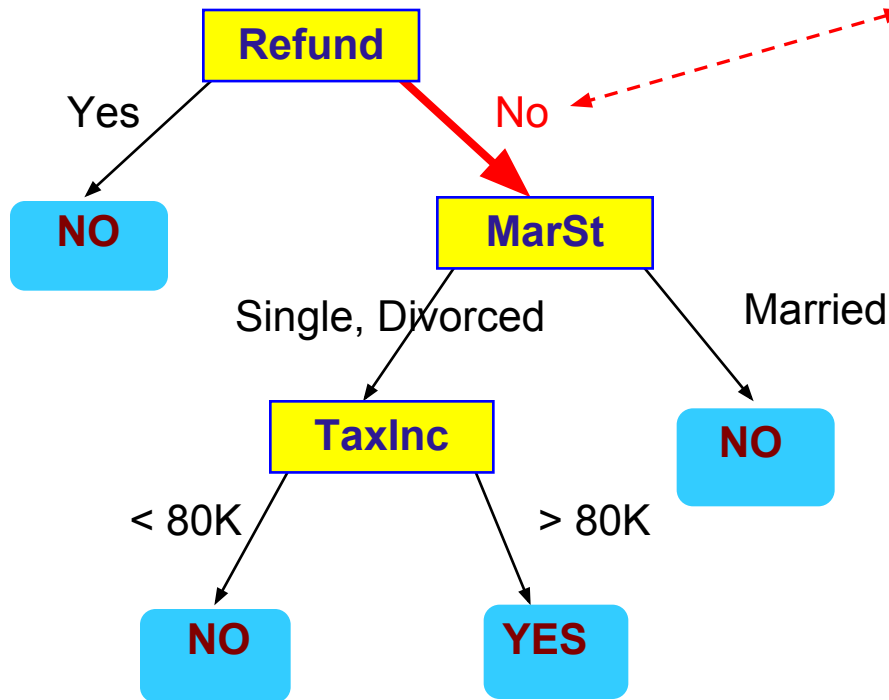 Refund
Yes
No
NO
MarSt
Single, Divorced
Married
TaxInc
NO
< 80K
> 80K
NO
YES